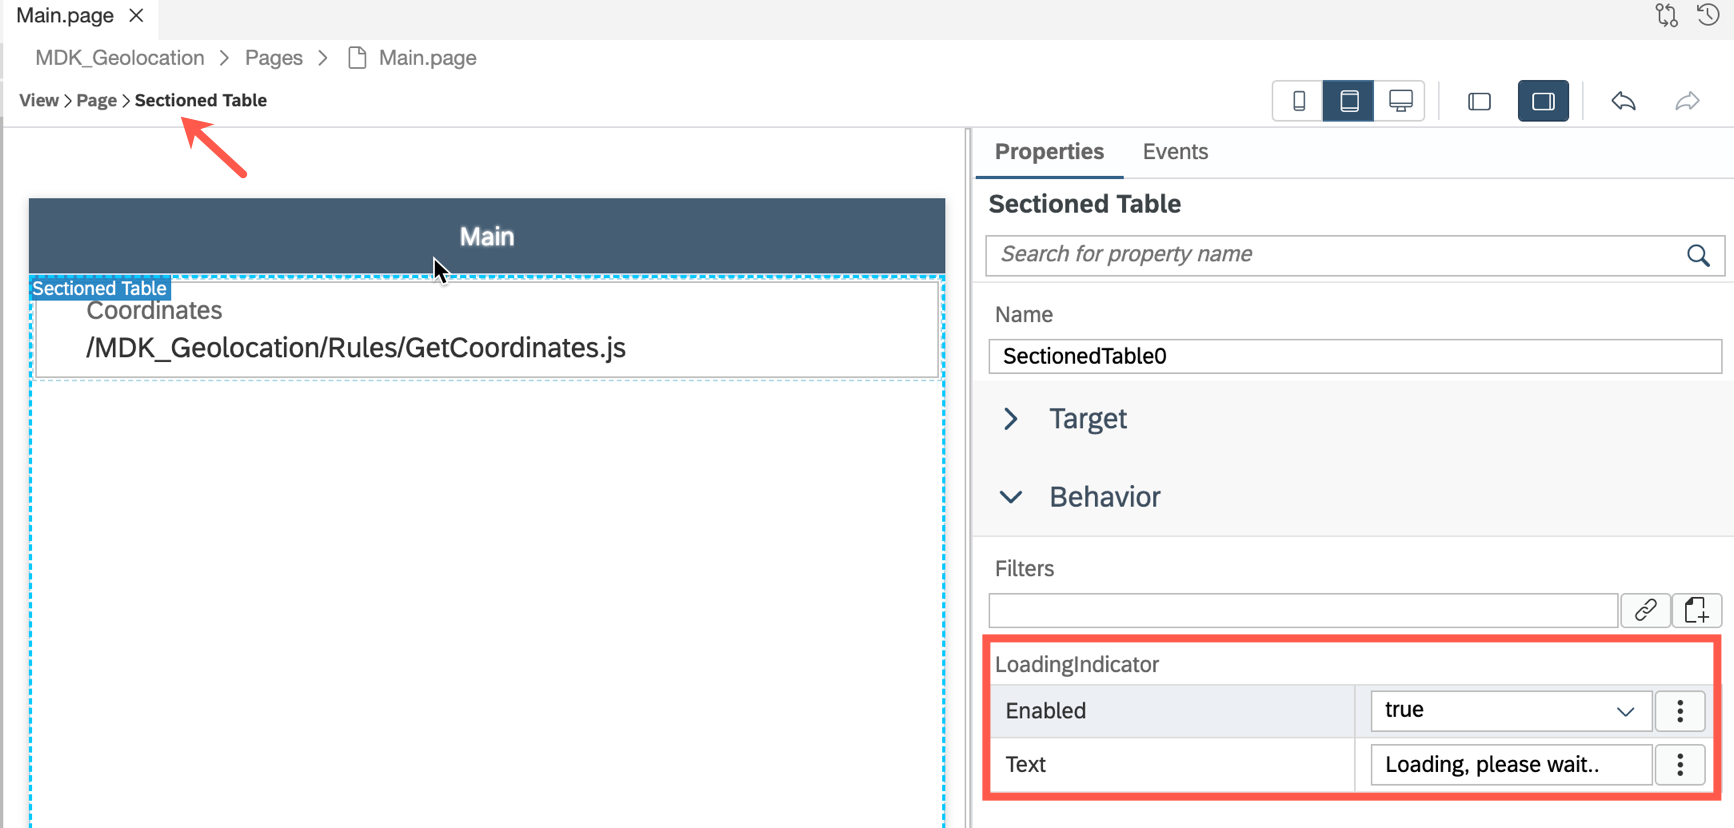 Main.page
MDK_Geolocation > Pages > Main.page
View > Page > Sectioned Table
Properties Events
Sectioned Table
Search for property name
Name
SectionedTable0
Target
Behavior
Filters
LoadingIndicator
Enabled true
Text Loading, please wait..
Main
Sectioned Table
Coordinates
/MDK_Geolocation/Rules/GetCoordinates.js